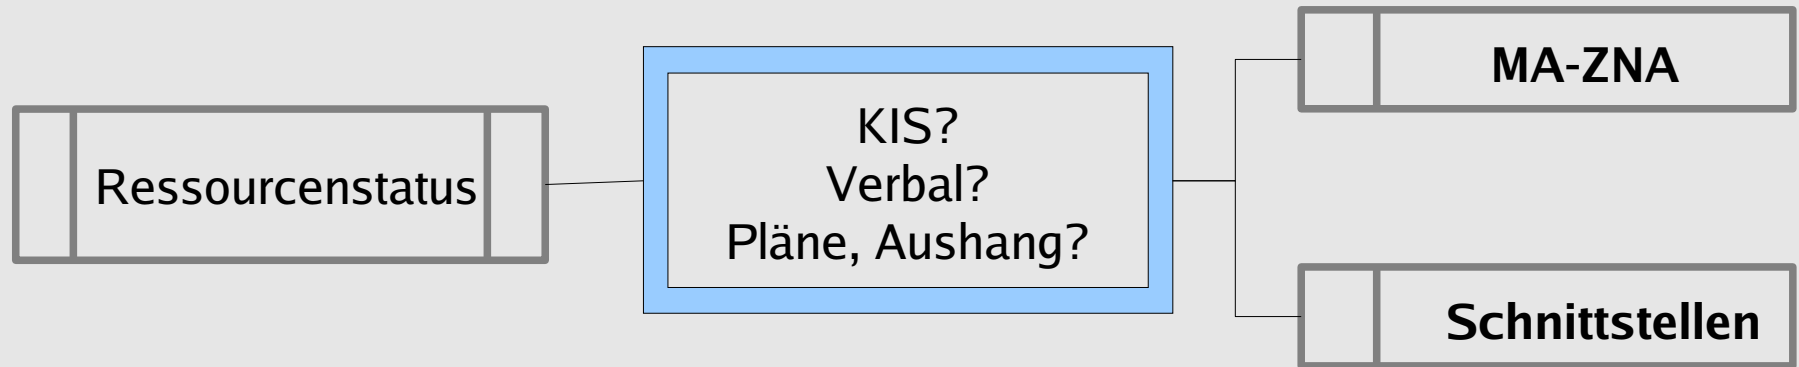 Ressourcenstatus
KIS?
Verbal?
Pläne, Aushang?
MA-ZNA
Schnittstellen